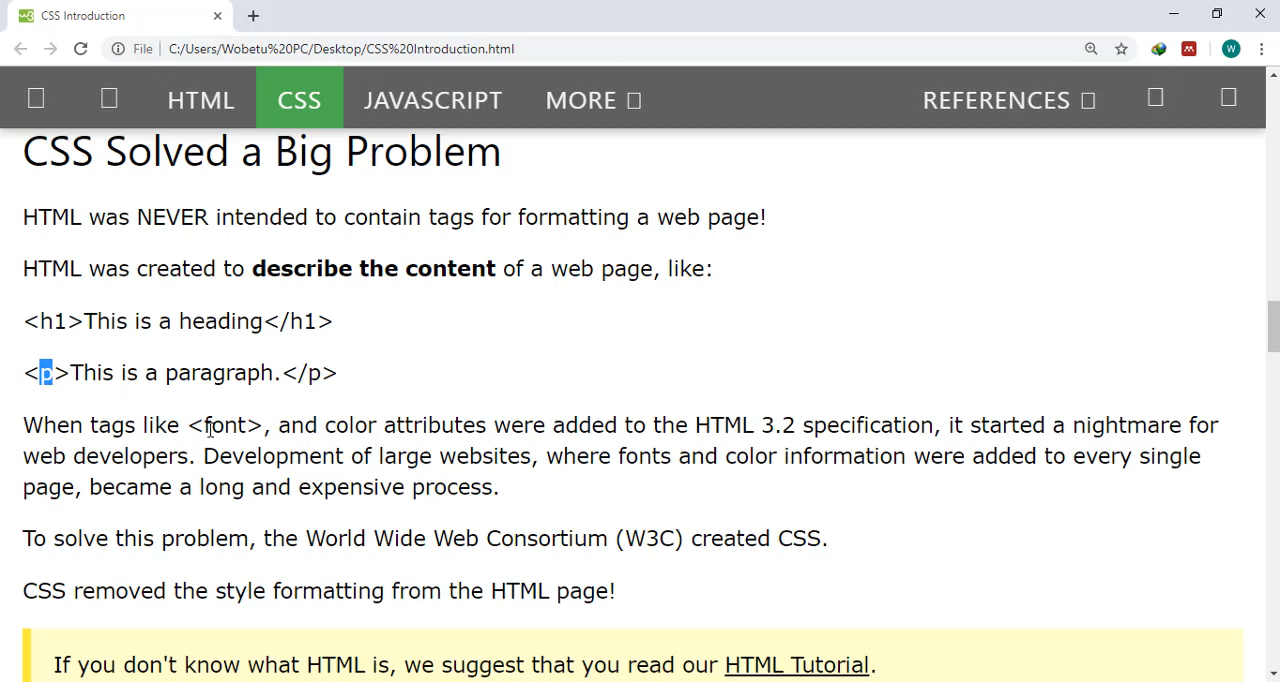 CSS Introduction
File | C:/Users/Wobetu%20PC/Desktop/CSS%20Introduction.html
W
HTML CSS JAVASCRIPT MORE REFERENCES
CSS Solved a Big Problem
HTML was NEVER intended to contain tags for formatting a web page!
HTML was created to describe the content of a web page, like:
<h1>This is a heading</h1>
<p>This is a paragraph.</p>
When tags like <font>, and color attributes were added to the HTML 3.2 specification, it started a nightmare for
web developers. Development of large websites, where fonts and color information were added to every single
page, became a long and expensive process.
To solve this problem, the World Wide Web Consortium (W3C) created CSS.
CSS removed the style formatting from the HTML page!
If you don't know what HTML is, we suggest that you read our HTML Tutorial.